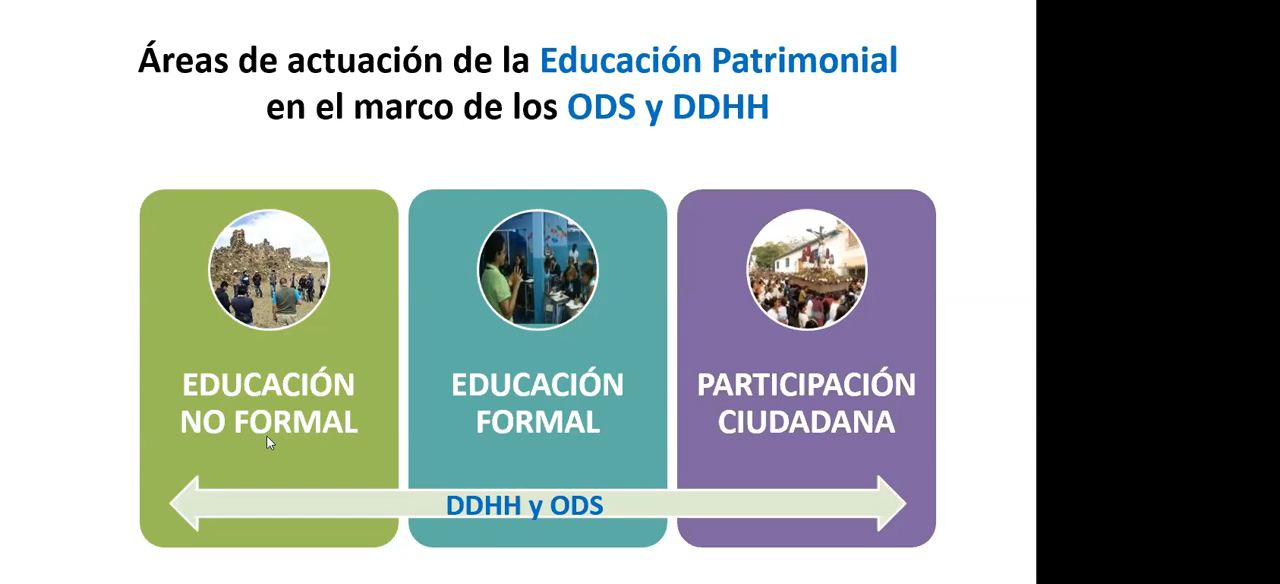 Áreas de actuación de la Educación Patrimonial
en el marco de los ODS y DDHH
EDUCACIÓN
NO FORMAL
EDUCACIÓN
FORMAL
PARTICIPACIÓN
CIUDADANA
DDHH y ODS